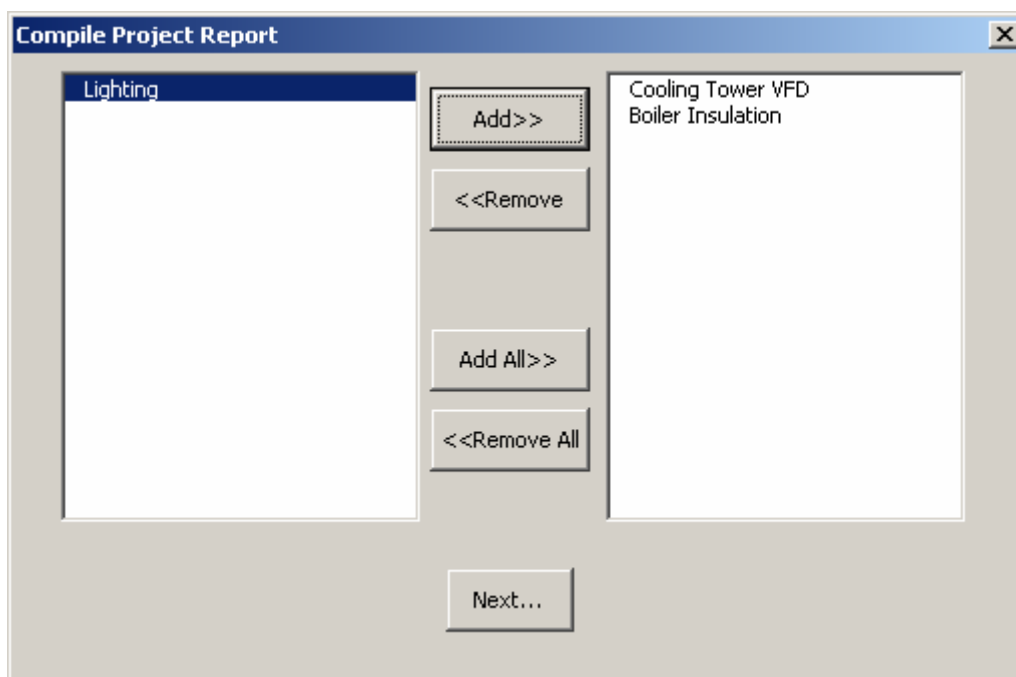 Compile Project Report
Lighting
Add>>
<<Remove
Add All>>
<<Remove All
Cooling Tower VFD
Boiler Insulation
Next...